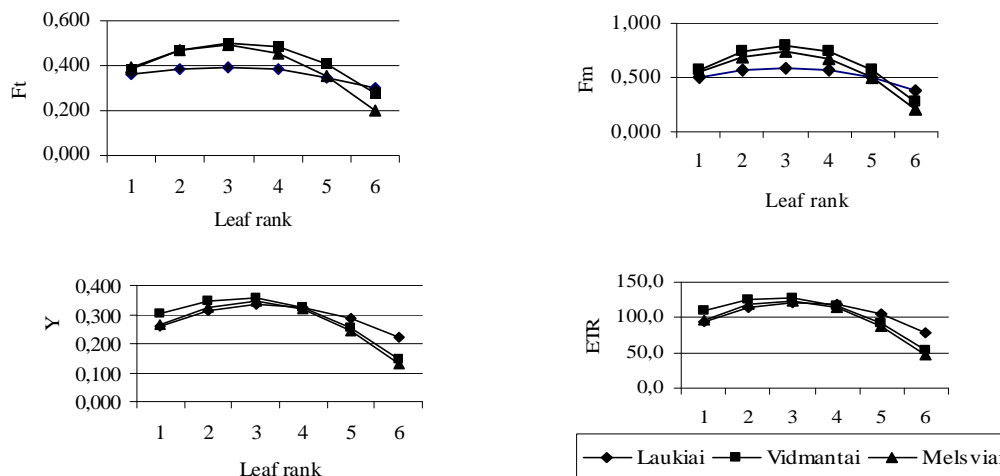 Ft
0,600
0,400
0,200
0,000
1 2 3 4 5 6
Leaf rank
Fm
1,000
0,500
0,000
1 2 3 4 5 6
Leaf rank
Y
0,400
0,300
0,200
0,100
0,000
1 2 3 4 5 6
Leaf rank
ETR
150,0
100,0
50,0
0,0
1 2 3 4 5 6
Laukiai Vidmantai Melsviai